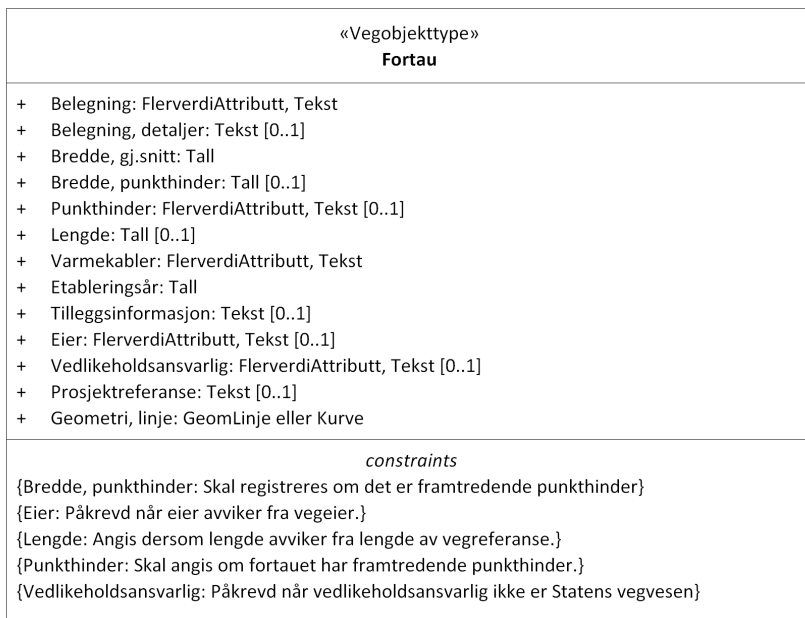 «Vegobjekttype»
Fortau
+ Belegning: FlerverdiAttributt, Tekst
+ Belegning, detaljer: Tekst [0..1]
+ Bredde, gj.snitt: Tall
+ Bredde, punkthinder: Tall [0..1]
+ Punkthinder: FlerverdiAttributt, Tekst [0..1]
+ Lengde: Tall [0..1]
+ Varmekabler: FlerverdiAttributt, Tekst
+ Etableringsår: Tall
+ Tilleggsinformasjon: Tekst [0..1]
+ Eier: FlerverdiAttributt, Tekst [0..1]
+ Vedlikeholdsansvarlig: FlerverdiAttributt, Tekst [0..1]
+ Prosjektreferanse: Tekst [0..1]
+ Geometri, linje: GeomLinje eller Kurve
constraints
{Bredde, punkthinder: Skal registreres om det er framtredende punkthinder}
{Eier: Påkrevd når eier avviker fra vegeier.}
{Lengde: Angis dersom lengde avviker fra lengde av vegreferanse.}
{Punkthinder: Skal angis om fortauet har framtredende punkthinder.}
{Vedlikeholdsansvarlig: Påkrevd når vedlikeholdsansvarlig ikke er Statens vegvesen}